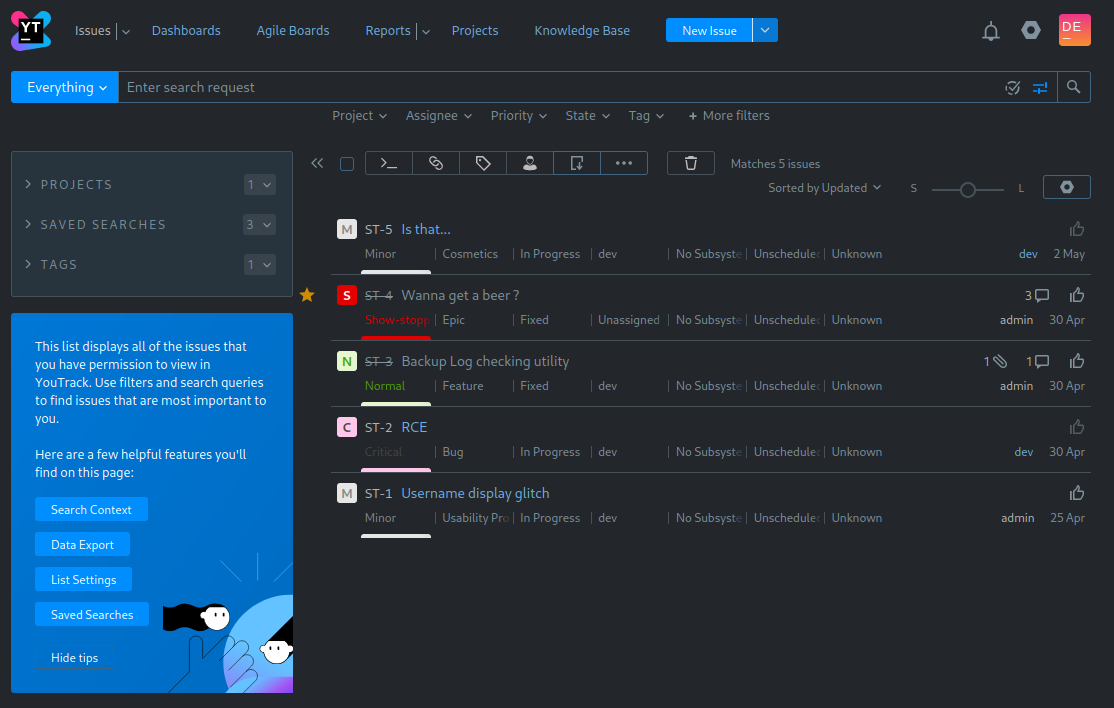 YT Issues Dashboards Agile Boards Reports Projects Knowledge Base New Issue DE
Everything Enter search request
Project Assignee Priority State Tag + More filters
Matches 5 issues
Sorted by Updated S L
PROJECTS 1
SAVED SEARCHES 3
TAGS 1
This list displays all of the issues that
you have permission to view in
YouTrack. Use filters and search queries
to find issues that are most important to
you.
Here are a few helpful features you'll
find on this page:
Search Context
Data Export
List Settings
Saved Searches
Hide tips
M ST-5 Is that...
Minor Cosmetics In Progress dev No Subsyste Unscheduled Unknown dev 2 May
S ST-4 Wanna get a beer ? 3
Show-stopp Epic Fixed Unassigned No Subsyste Unscheduled Unknown admin 30 Apr
N ST-3 Backup Log checking utility 1 1
Normal Feature Fixed dev No Subsyste Unscheduled Unknown admin 30 Apr
C ST-2 RCE
Critical Bug In Progress dev No Subsyste Unscheduled Unknown dev 30 Apr
M ST-1 Username display glitch
Minor Usability Pro In Progress dev No Subsyste Unscheduled Unknown admin 25 Apr